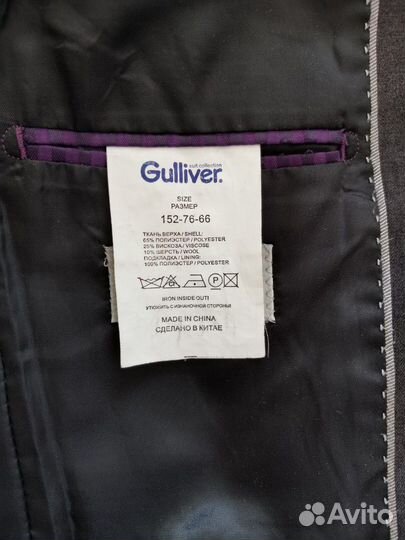 suit collection
Gulliver.
SIZE
РАЗМЕР
152-76-66
ТКАНЬ ВЕРХА / SHELL:
65% ПОЛИЭСТЕР / POLYESTER
25% ВИСКОЗА / VISCOSE
10% ШЕРСТЬ / WOOL
ПОДКЛАДКА / LINING:
100% ПОЛИЭСТЕР / POLYESTER
P
IRON INSIDE OUT!
УТЮЖИТЬ С ИЗНАНОЧНОЙ СТОРОНЫ!
MADE IN CHINA
СДЕЛАНО В КИТАЕ
Avito